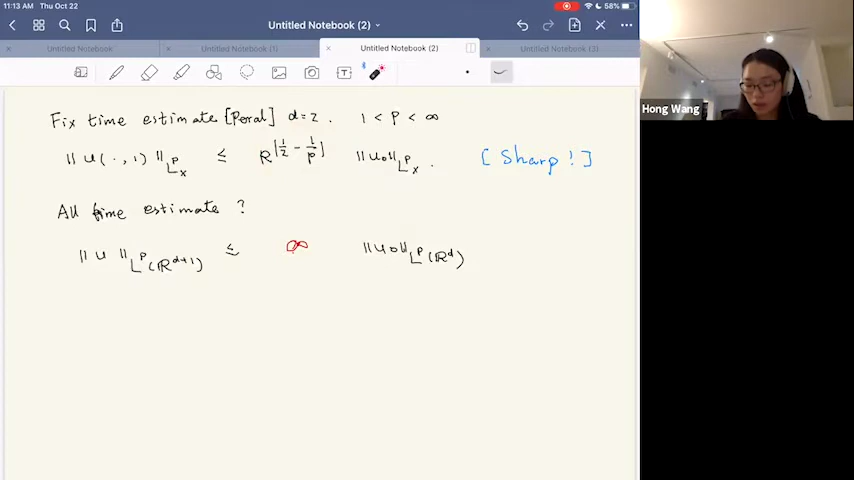 11:13 AM Thu Oct 22
58%
Untitled Notebook (2)
Untitled Notebook
Untitled Notebook (1)
Untitled Notebook (2)
Untitled Notebook (3)
Hong Wang
Fix time estimate [Peral] d=2. 1 < p < ∞
‖u(·,1)‖_{L^p_x} ≤ R^{|1/2 - 1/p|} ‖u_0‖_{L^p_x}. [Sharp!]
All time estimate ?
‖u‖_{L^p(ℝ^{d+1})} ≤ ∞ ‖u_0‖_{L^p(ℝ^d)}